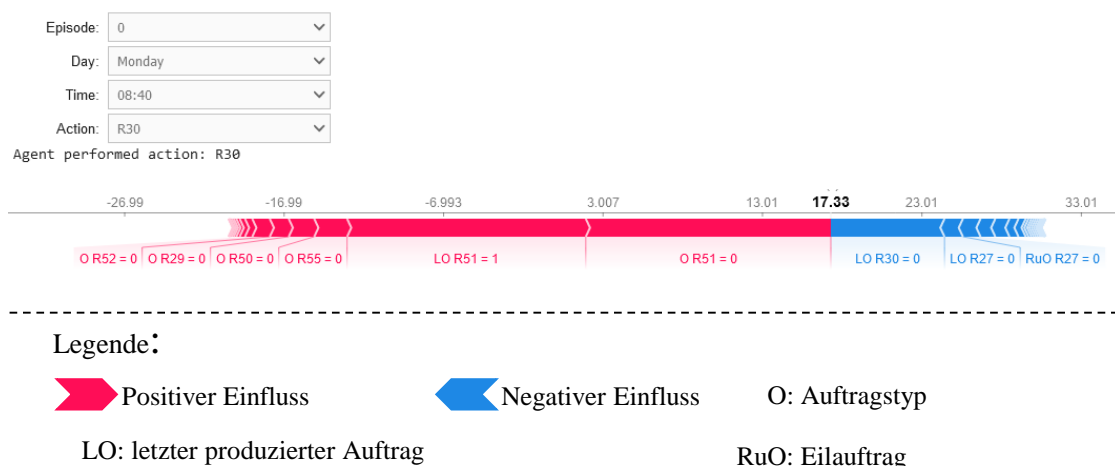 Episode: 0
Day: Monday
Time: 08:40
Action: R30
Agent performed action: R30
-26.99 -16.99 -6.993 3.007 13.01 17.33 23.01 33.01
O R52 = 0 O R29 = 0 O R50 = 0 O R55 = 0 LO R51 = 1 O R51 = 0 LO R30 = 0 LO R27 = 0 RuO R27 = 0
Legende:
Positiver Einfluss Negativer Einfluss O: Auftragstyp
LO: letzter produzierter Auftrag RuO: Eilauftrag